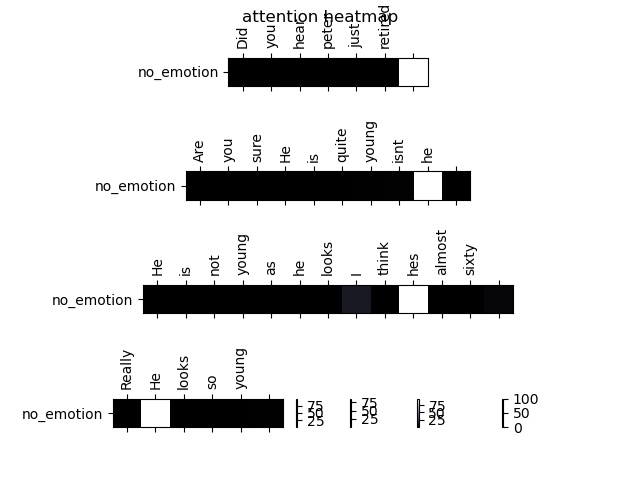 attention heatmap
Did you hear peter just retired
no_emotion
Are you sure He is quite young isnt he
no_emotion
He is not young as he looks I think hes almost sixty
no_emotion
Really He looks so young
no_emotion
75 50 25
75 50 25
75 50 25
100 50 0